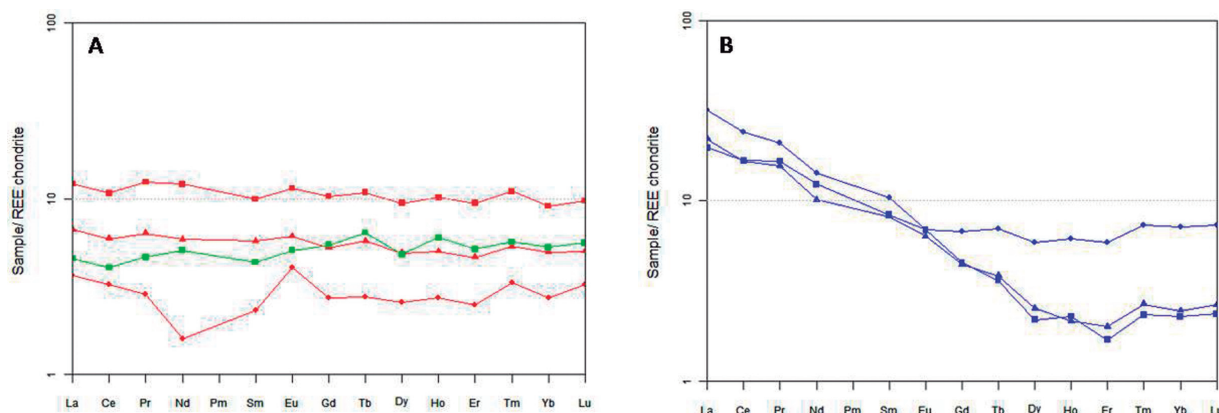 A
Sample/ REE chondrite
100
10
1
La Ce Pr Nd Pm Sm Eu Gd Tb Dy Ho Er Tm Yb Lu
B
Sample/ REE chondrite
100
10
1
La Ce Pr Nd Pm Sm Eu Gd Tb Dy Ho Er Tm Yb Lu